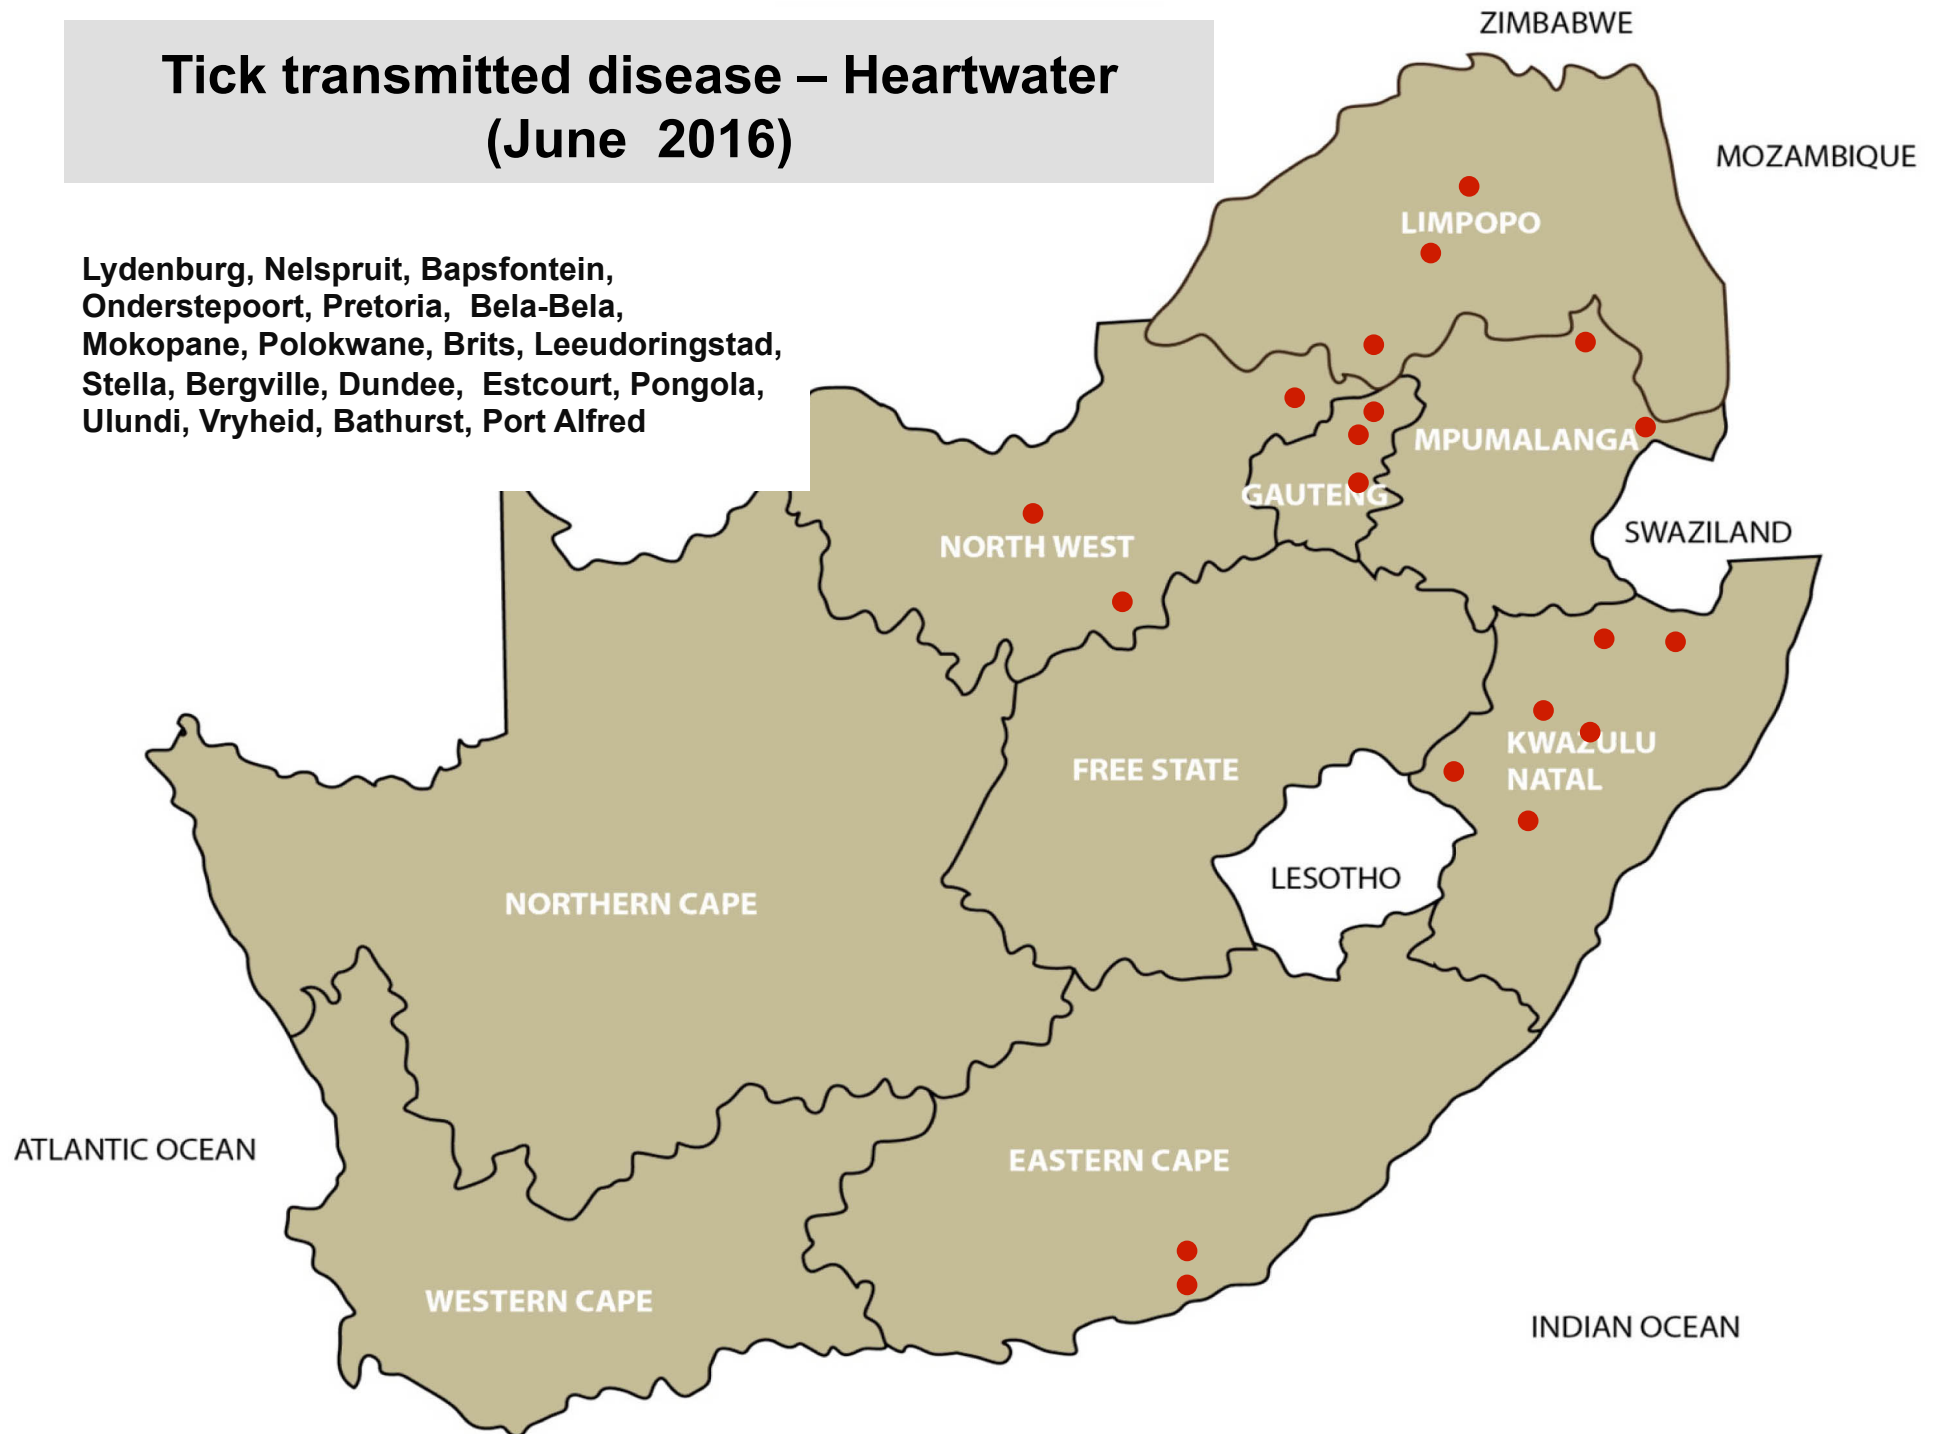 Tick transmitted disease – Heartwater
(June 2016)
Lydenburg, Nelspruit, Bapsfontein,
Onderstepoort, Pretoria, Bela-Bela,
Mokopane, Polokwane, Brits, Leeudoringstad,
Stella, Bergville, Dundee, Estcourt, Pongola,
Ulundi, Vryheid, Bathurst, Port Alfred
ZIMBABWE
MOZAMBIQUE
LIMPOPO
MPUMALANGA
GAUTENG
SWAZILAND
NORTH WEST
KWAZULU
NATAL
FREE STATE
LESOTHO
NORTHERN CAPE
ATLANTIC OCEAN
EASTERN CAPE
WESTERN CAPE
INDIAN OCEAN